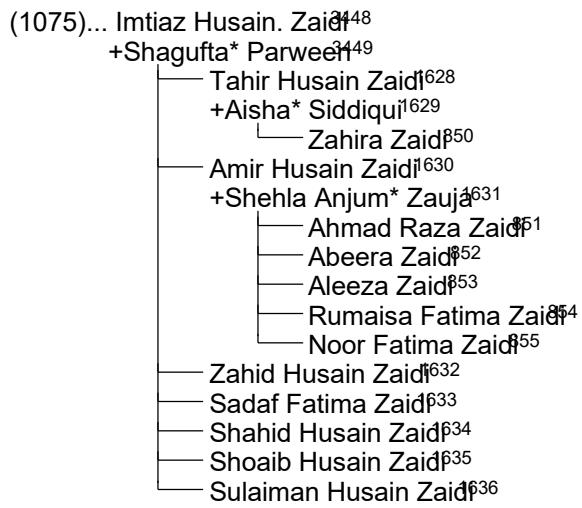 (1075)... Imtiaz Husain. Zaidi3448
+Shagufta* Parween3449
Tahir Husain Zaidi1628
+Aisha* Siddiqui1629
Zahira Zaidi850
Amir Husain Zaidi1630
+Shehla Anjum* Zauja1631
Ahmad Raza Zaidi851
Abeera Zaidi852
Aleeza Zaidi853
Rumaisa Fatima Zaidi854
Noor Fatima Zaidi855
Zahid Husain Zaidi1632
Sadaf Fatima Zaidi1633
Shahid Husain Zaidi1634
Shoaib Husain Zaidi1635
Sulaiman Husain Zaidi1636